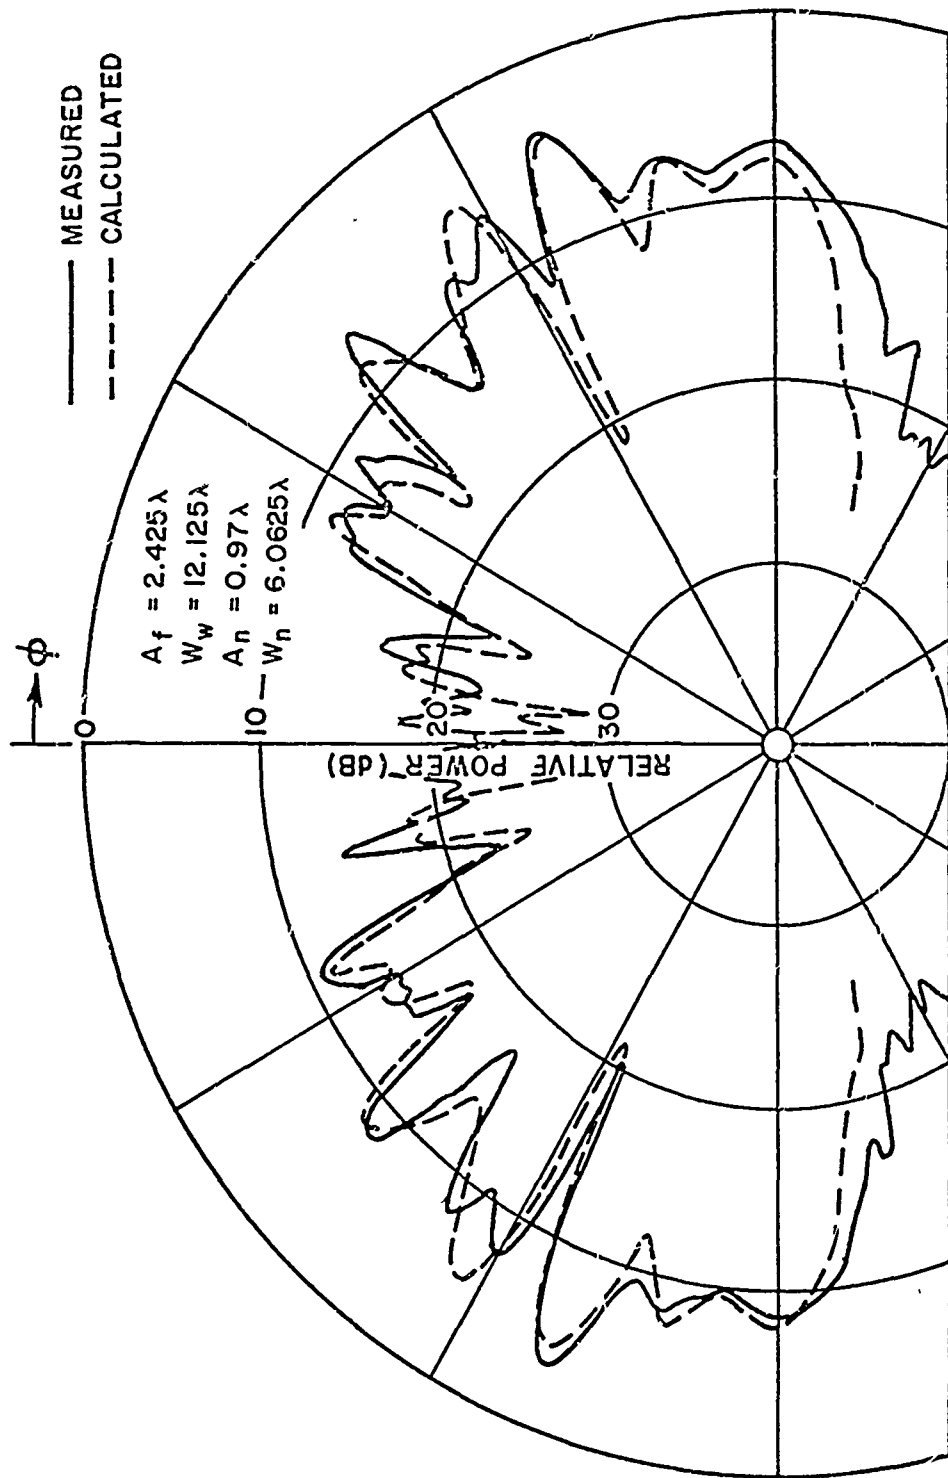 MEASURED
CALCULATED
ϕ
A_f = 2.425λ
W_w = 12.125λ
A_n = 0.97λ
W_n = 6.0625λ
0
10
20
30
RELATIVE POWER (dB)